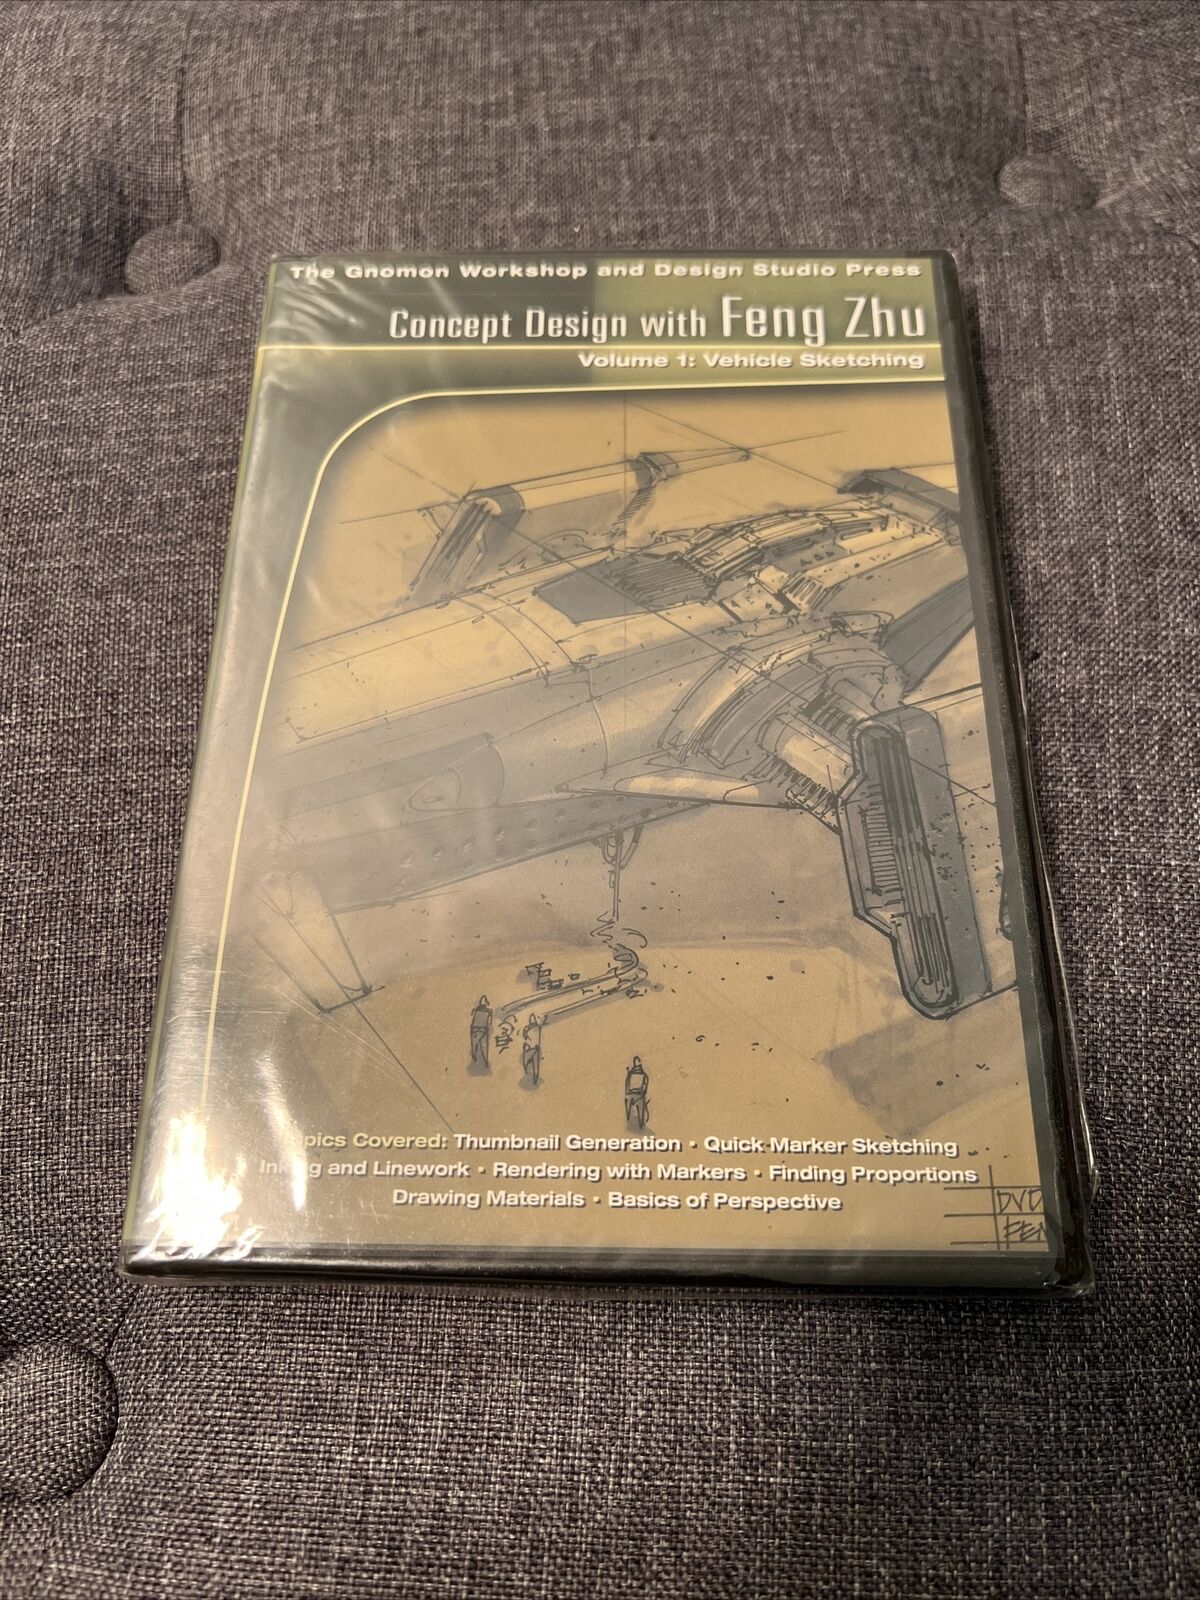 The Gnomon Workshop and Design Studio Press
Concept Design with Feng Zhu
Volume 1: Vehicle Sketching
Covered: Thumbnail Generation · Quick Marker Sketching
and Linework · Rendering with Markers · Finding Proportions
Drawing Materials · Basics of Perspective
DVD